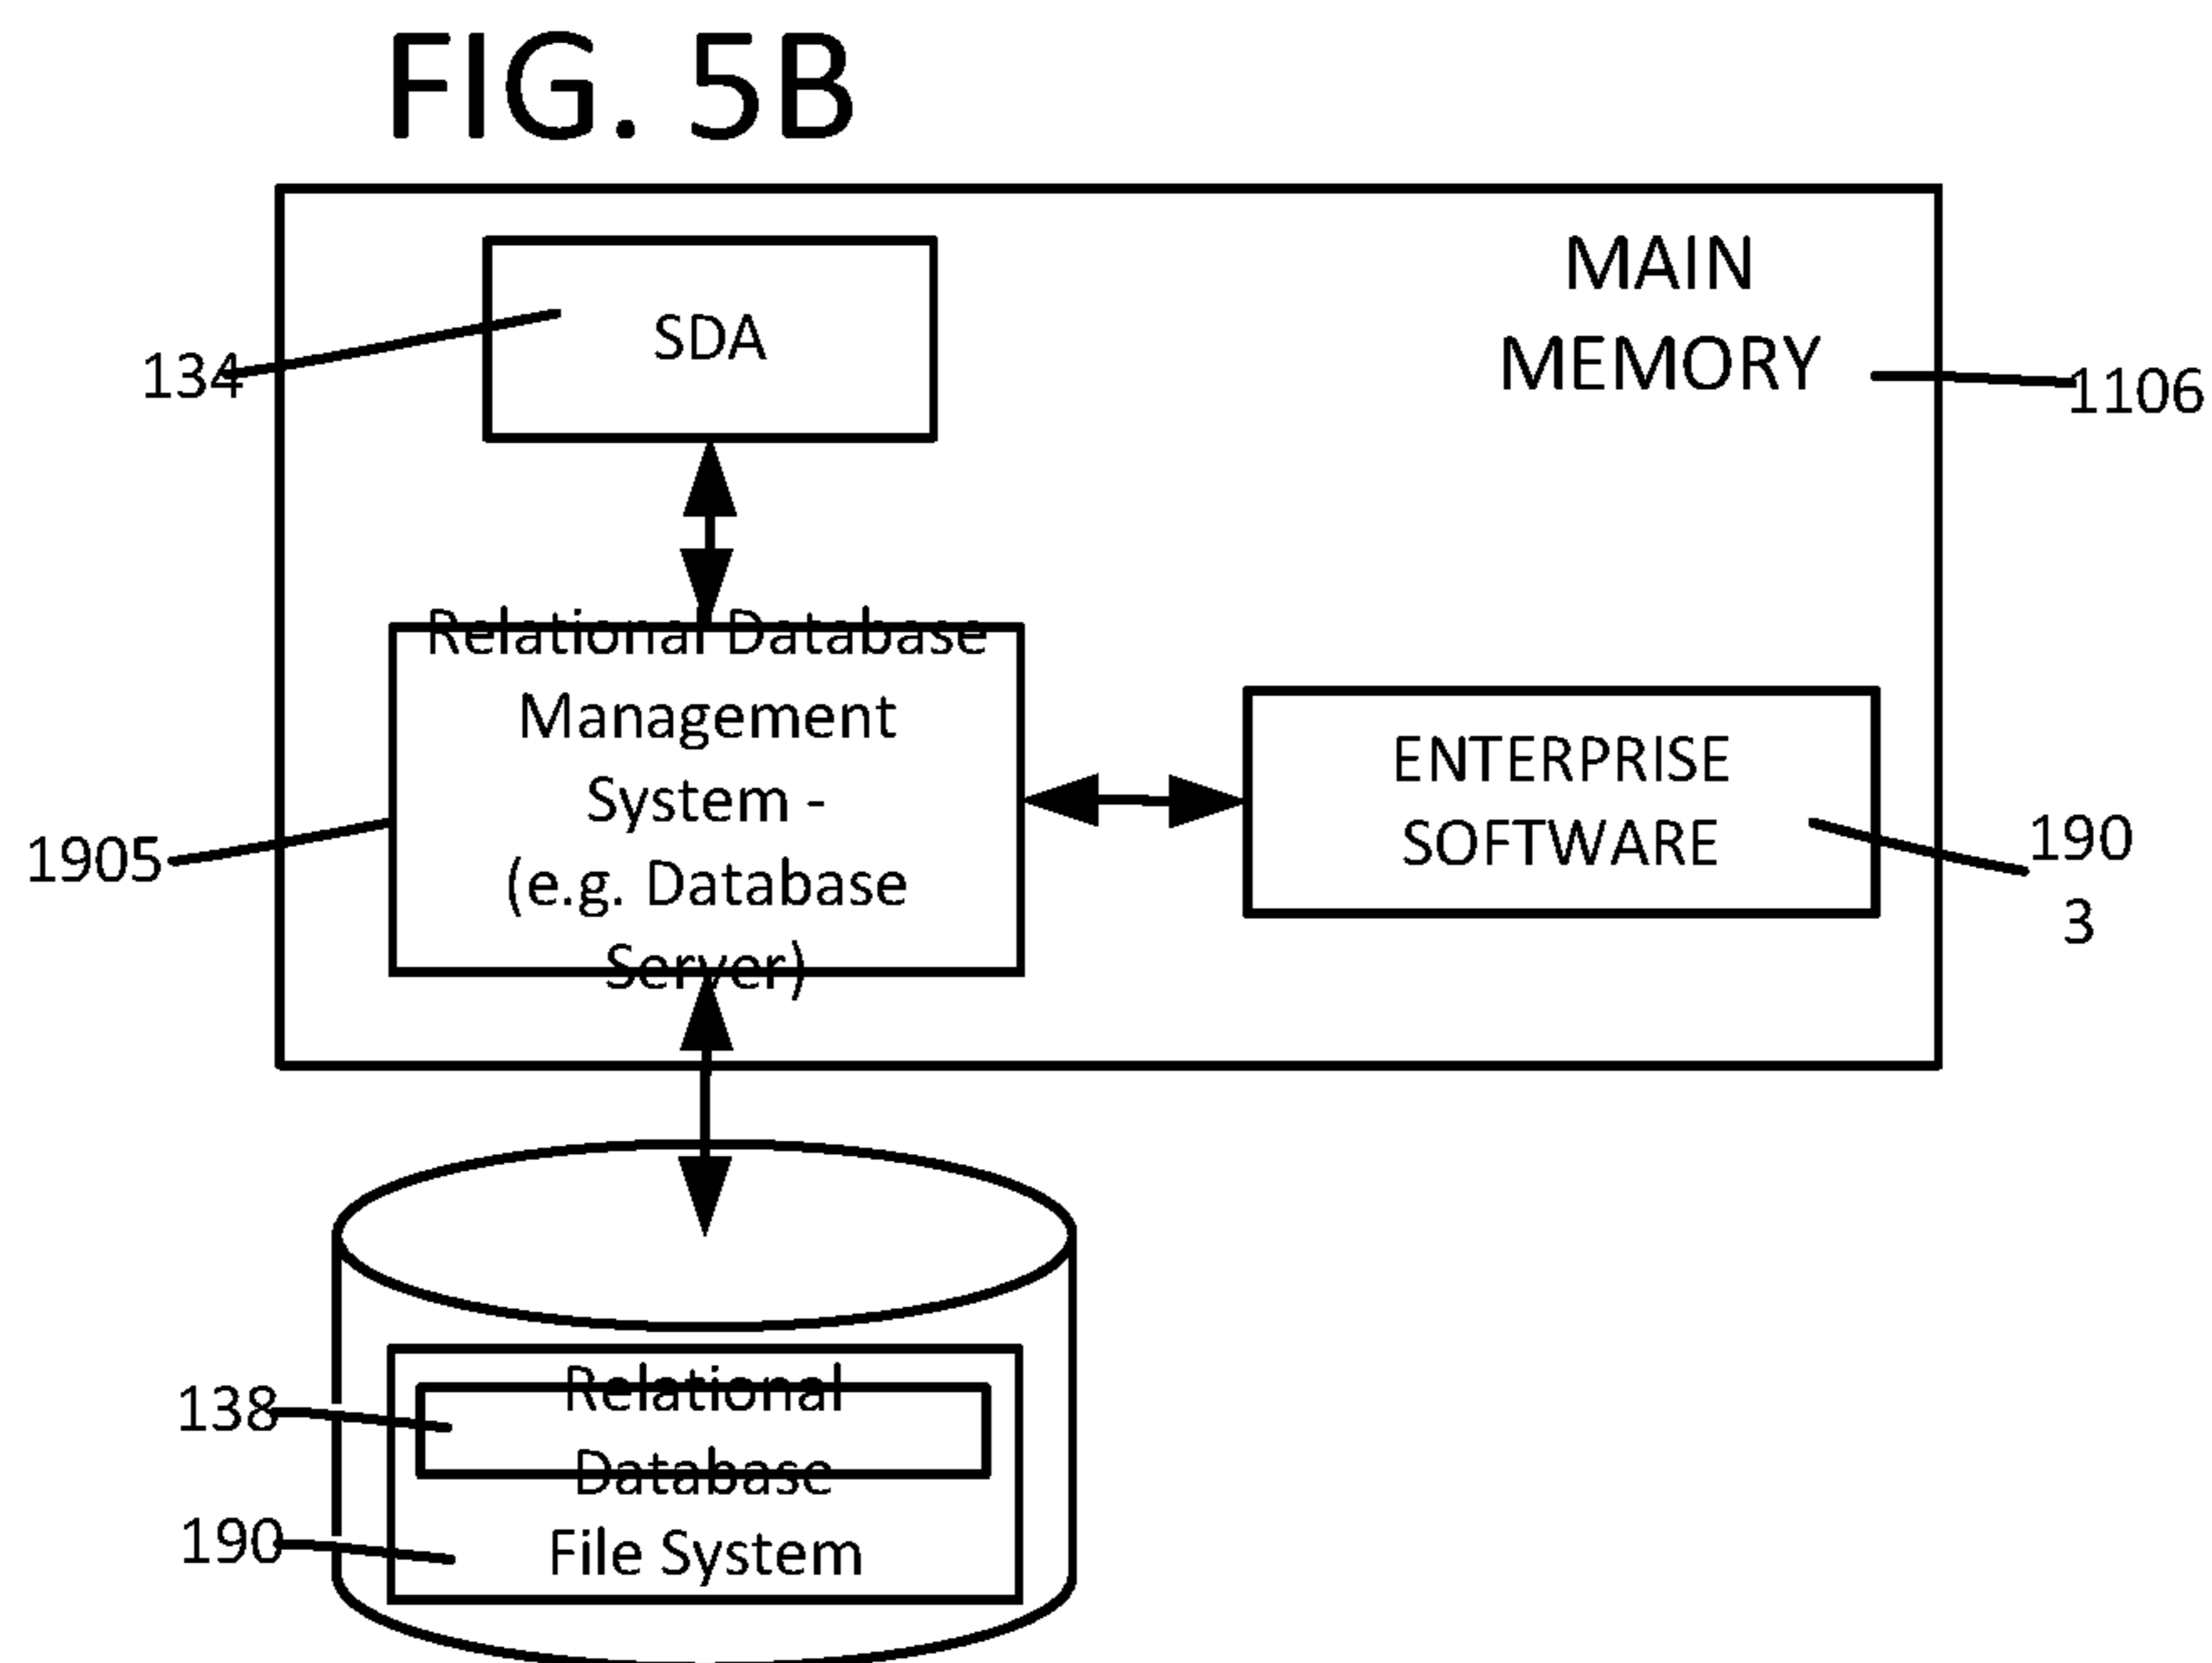 FIG. 5B
MAIN
MEMORY
SDA
134
1106
Relational Database
Management
System -
(e.g. Database
Server)
ENTERPRISE
SOFTWARE
1905
190
3
Relational
Database
File System
138
190